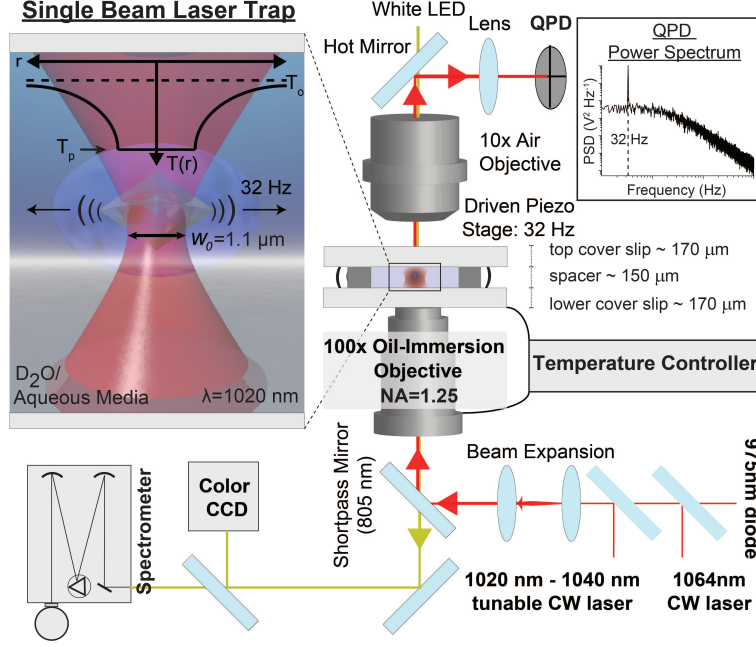 Single Beam Laser Trap
r
T₀
Tₚ
T(r)
32 Hz
w₀=1.1 μm
D₂O/
Aqueous Media
λ=1020 nm
White LED
Hot Mirror
Lens
QPD
10x Air
Objective
QPD
Power Spectrum
PSD (V² Hz⁻¹)
32 Hz
Frequency (Hz)
Driven Piezo
Stage: 32 Hz
top cover slip ~ 170 μm
spacer ~ 150 μm
lower cover slip ~ 170 μm
100x Oil-Immersion
Objective
NA=1.25
Temperature Controller
Shortpass Mirror
(805 nm)
Beam Expansion
975nm diode
1020 nm - 1040 nm
tunable CW laser
1064nm
CW laser
Color
CCD
Spectrometer